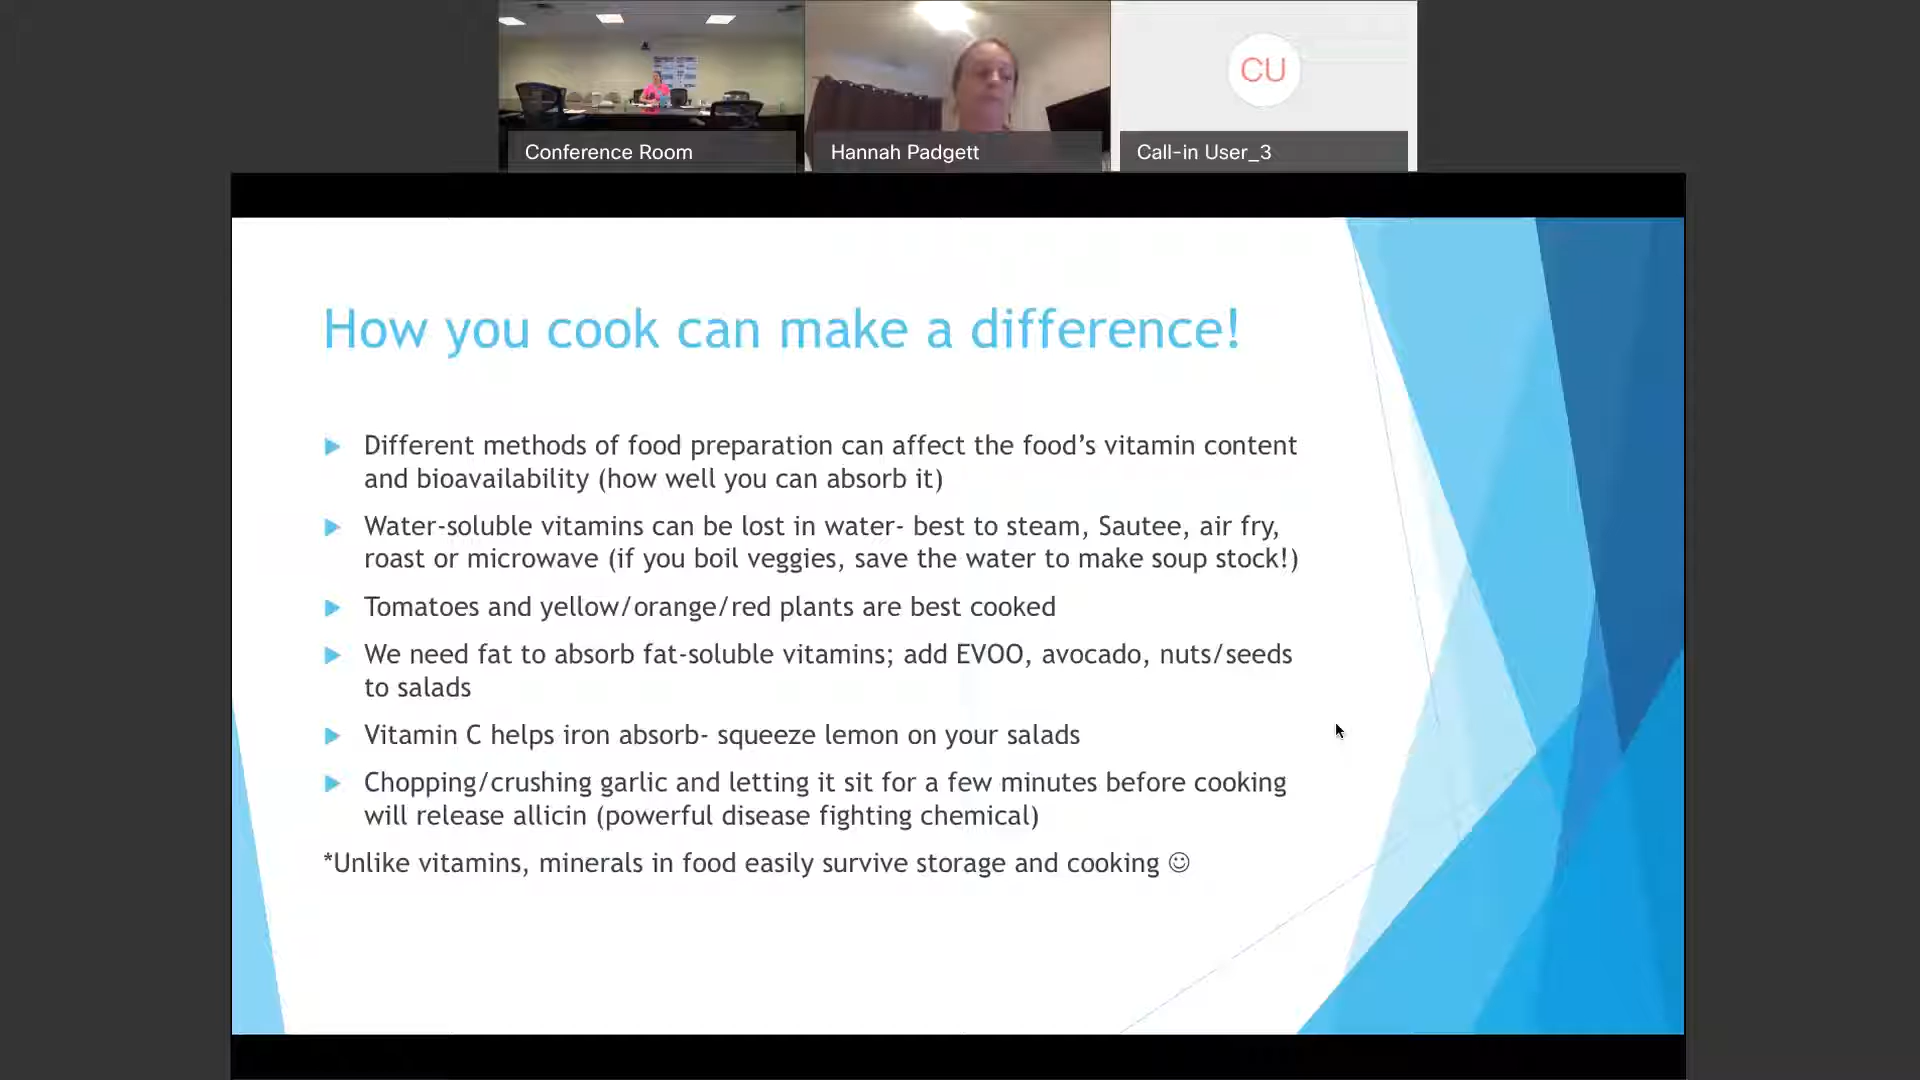 CU
Conference Room
Hannah Padgett
Call-in User_3
How you cook can make a difference!
Different methods of food preparation can affect the food’s vitamin content
and bioavailability (how well you can absorb it)
Water-soluble vitamins can be lost in water- best to steam, Sautee, air fry,
roast or microwave (if you boil veggies, save the water to make soup stock!)
Tomatoes and yellow/orange/red plants are best cooked
We need fat to absorb fat-soluble vitamins; add EVOO, avocado, nuts/seeds
to salads
Vitamin C helps iron absorb- squeeze lemon on your salads
Chopping/crushing garlic and letting it sit for a few minutes before cooking
will release allicin (powerful disease fighting chemical)
*Unlike vitamins, minerals in food easily survive storage and cooking ☺